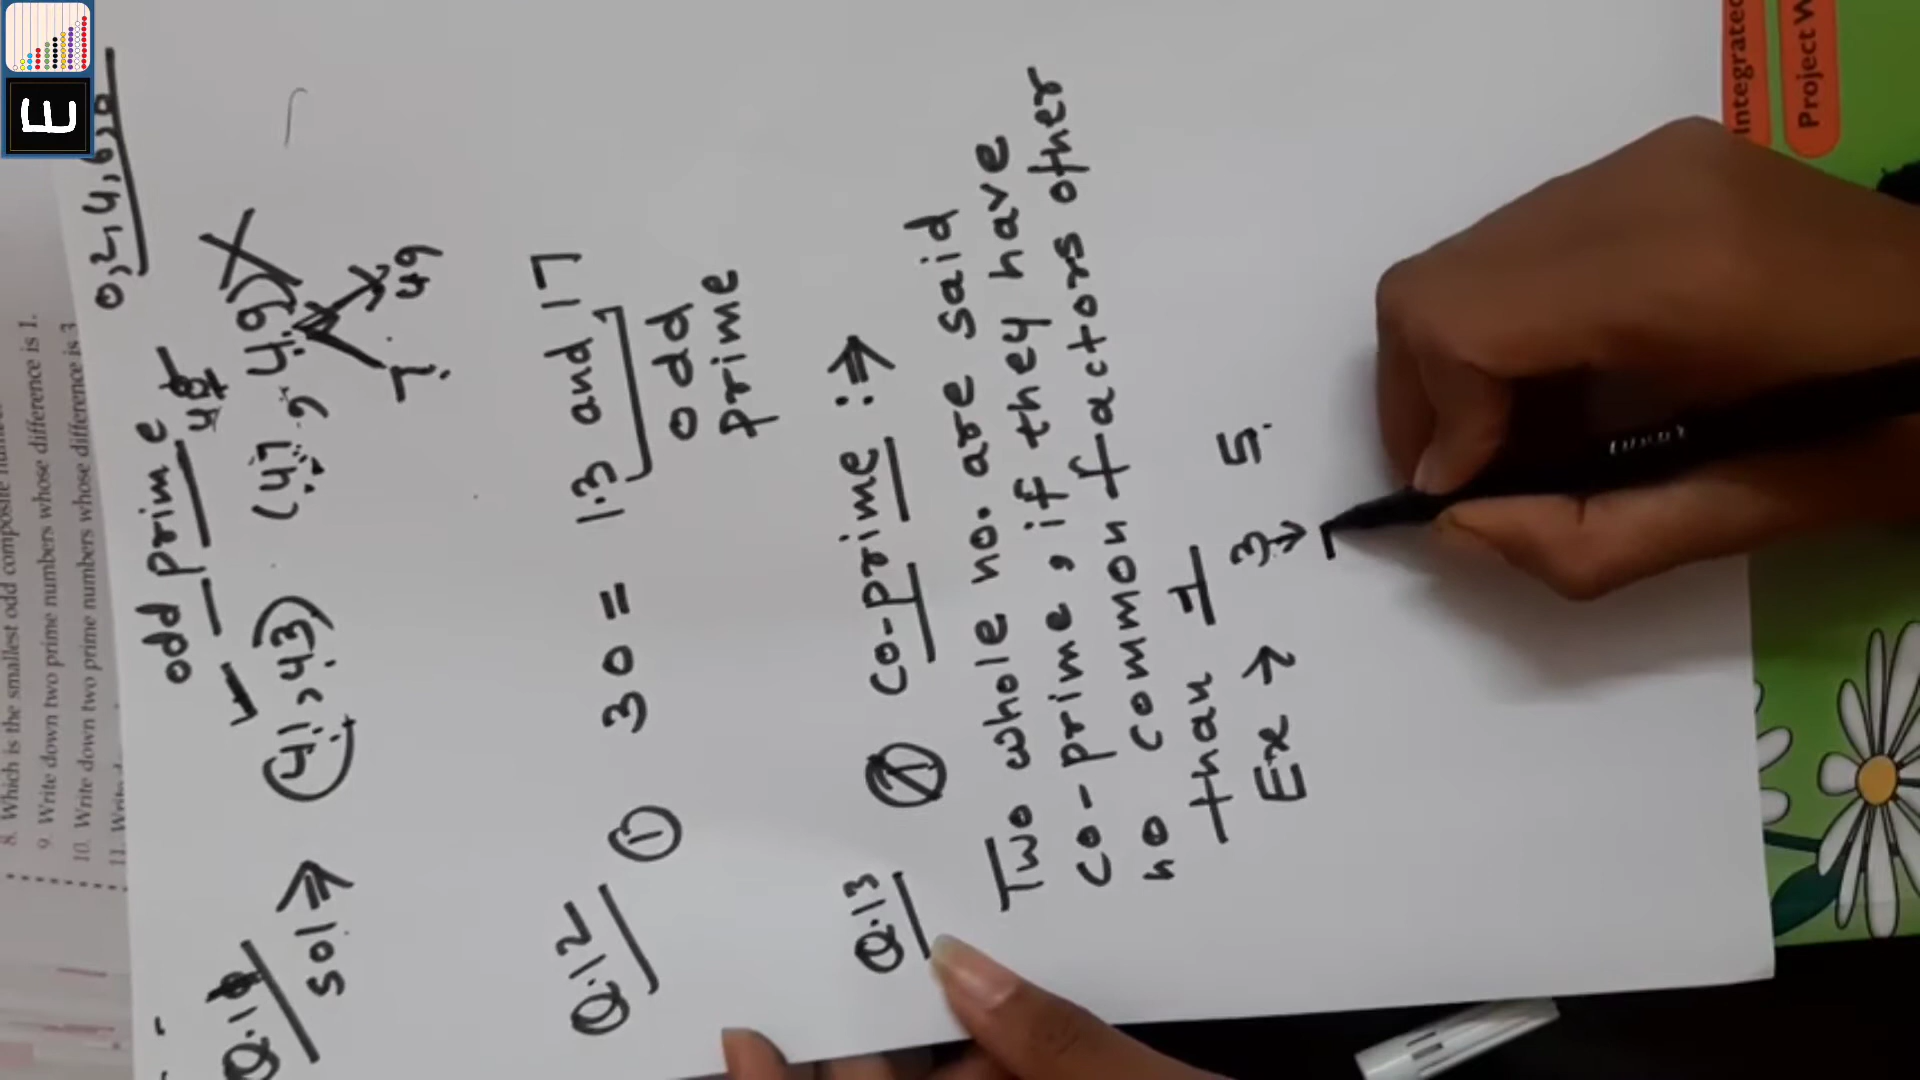 8. Which is the smallest odd composite
9. Write down two prime numbers whose difference is 1.
10. Write down two prime numbers whose difference is 3
11.
0, 2, 4, 6, 8
odd prime
Q.1
Sol ⇒ (41, 43) (47, 49) X
7 49
Q.12 ① 30 = 13 and 17
odd
prime
Q.13 co-prime :⇒
Two whole no. are said
co-prime, if they have
no common factors other
than 1
Ex → 3 5.
E
Integrated
Project W